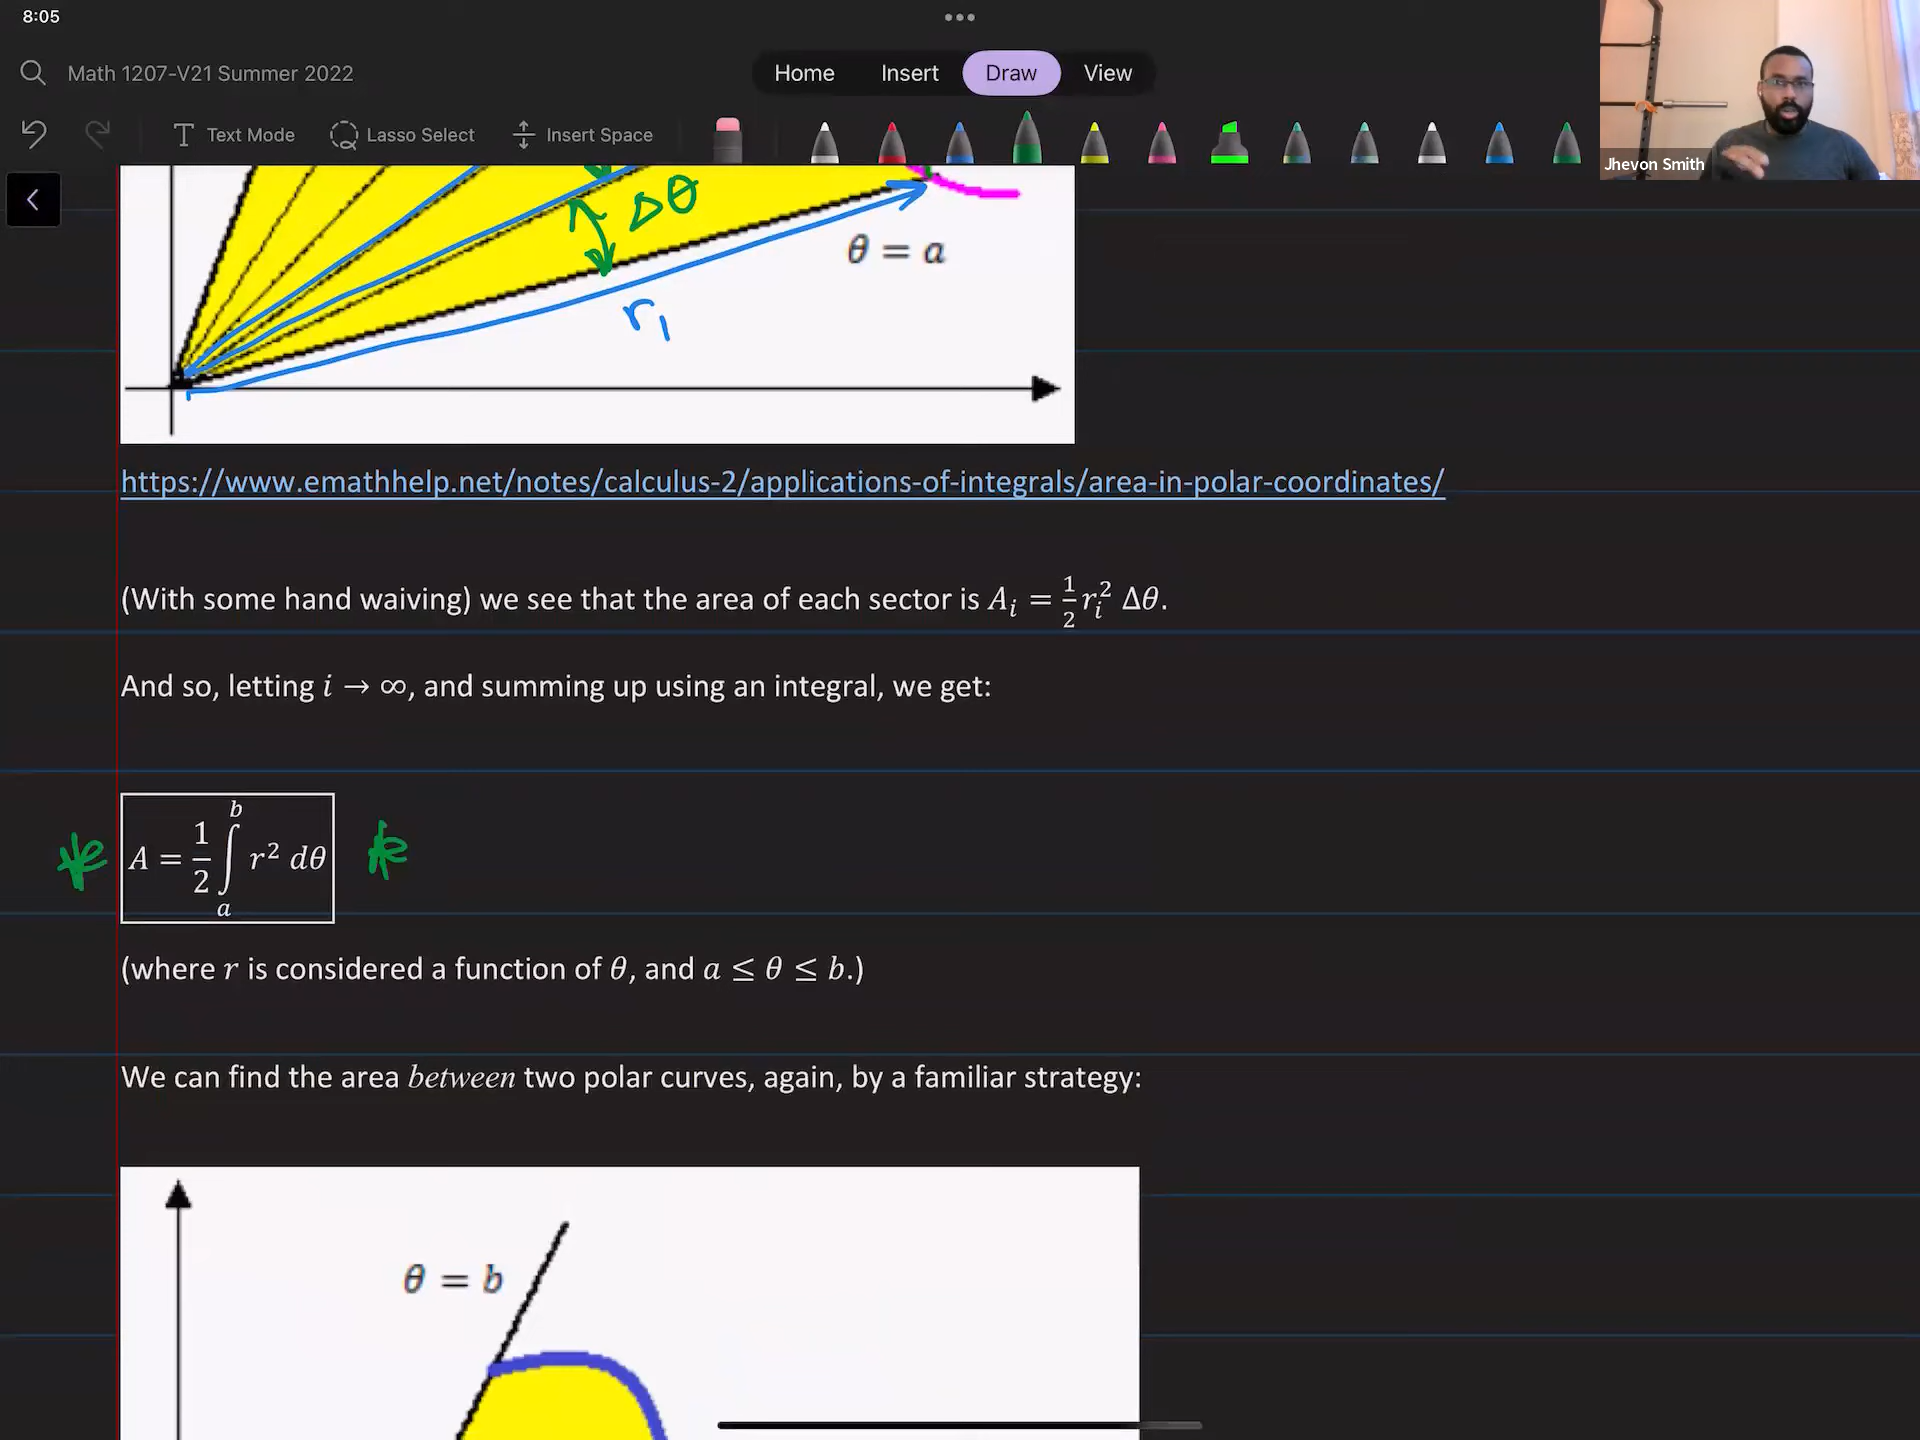 8:05
Math 1207-V21 Summer 2022
Home Insert Draw View
Text Mode Lasso Select Insert Space
Jhevon Smith
Δθ
θ = a
r₁
https://www.emathhelp.net/notes/calculus-2/applications-of-integrals/area-in-polar-coordinates/
(With some hand waiving) we see that the area of each sector is Aᵢ = ½rᵢ² Δθ.
And so, letting i → ∞, and summing up using an integral, we get:
A = 1/2 ∫ₐᵇ r² dθ
(where r is considered a function of θ, and a ≤ θ ≤ b.)
We can find the area between two polar curves, again, by a familiar strategy:
θ = b